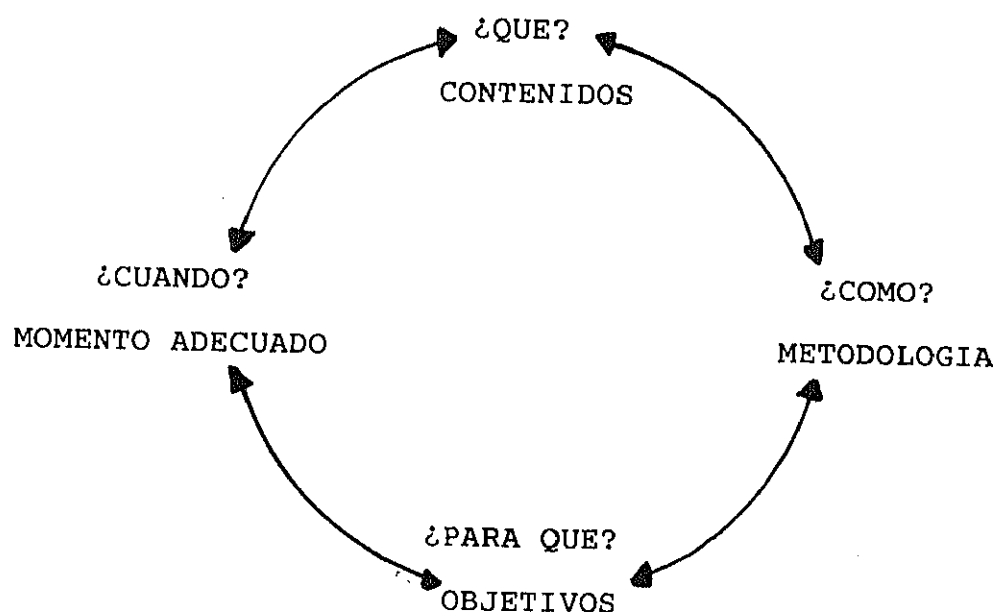 ¿QUE?
CONTENIDOS
¿CUANDO?
¿COMO?
MOMENTO ADECUADO
METODOLOGIA
¿PARA QUE?
OBJETIVOS